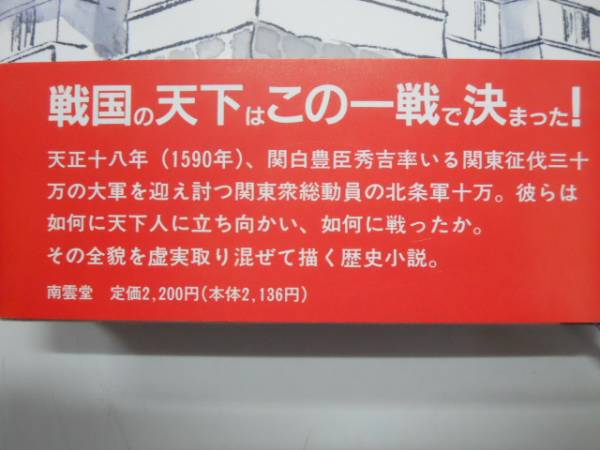 戦国の天下はこの一戦で決まった!
天正十八年(1590年)、関白豊臣秀吉率いる関東征伐三十
万の大軍を迎え討つ関東衆総動員の北条軍十万。彼らは
如何に天下人に立ち向かい、如何に戦ったか。
その全貌を虚実取り混ぜて描く歴史小説。
南雲堂 定価2,200円(本体2,136円)